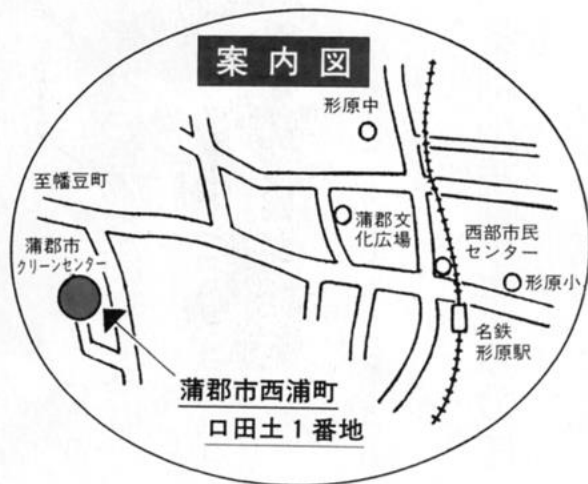 案内図
形原中
至幡豆町
蒲郡市
クリーンセンター
蒲郡文
化広場
西部市民
センター
形原小
名鉄
形原駅
蒲郡市西浦町
口田土1番地